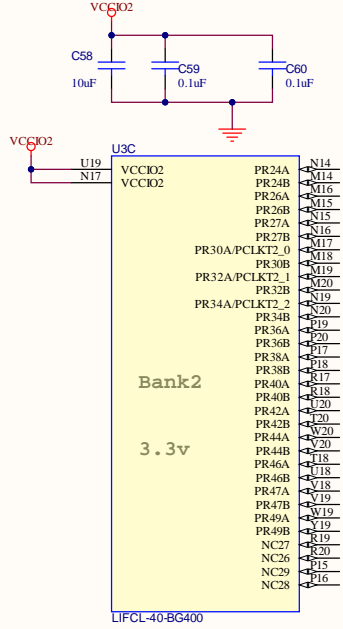 VCCIO2
C58
10uF
C59
0.1uF
C60
0.1uF
VCCIO2
U3C
U19 VCCIO2
N17 VCCIO2
PR24A N14
PR24B M14
PR26A M16
PR26B M15
PR27A N15
PR27B N16
PR30A/PCLKT2_0 M17
PR30B M18
PR32A/PCLKT2_1 M19
PR32B M20
PR34A/PCLKT2_2 N19
PR34B N20
PR36A P19
PR36B P20
PR38A P17
PR38B P18
PR40A R17
PR40B R18
PR42A U20
PR42B T20
PR44A W20
PR44B V20
PR46A T18
PR46B U18
PR47A V18
PR47B V19
PR49A W19
PR49B Y19
NC27 R19
NC26 R20
NC29 P15
NC28 P16
Bank2
3.3v
LIFCL-40-BG400